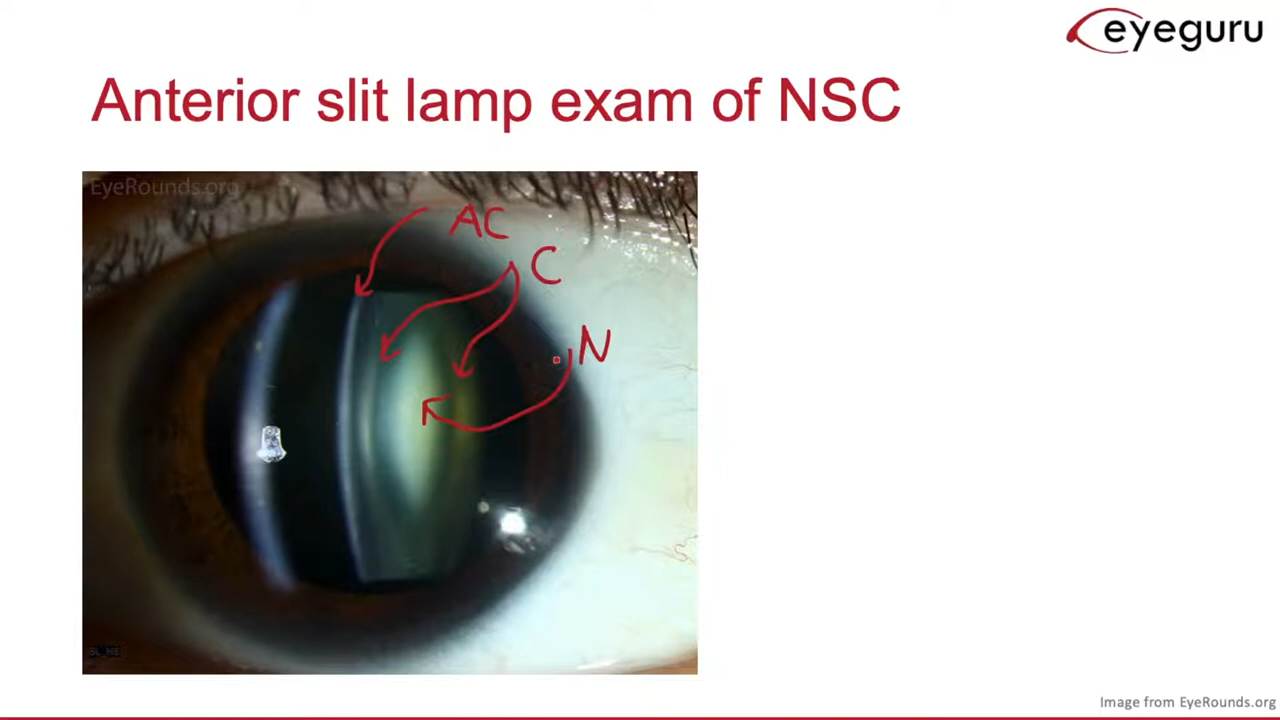 eyeguru
Anterior slit lamp exam of NSC
EyeRounds.org
AC
C
N
Image from EyeRounds.org